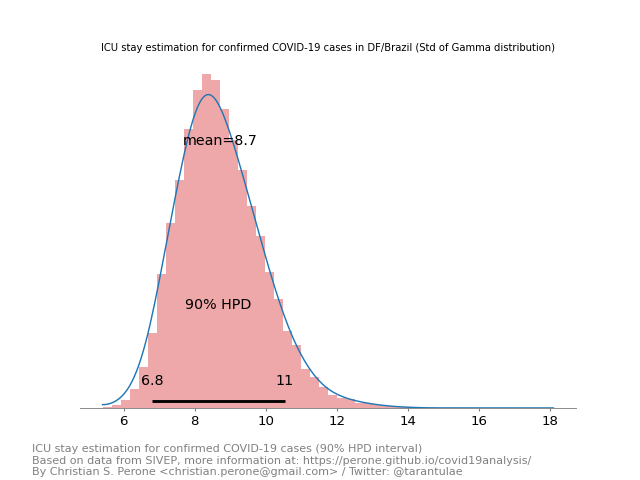 ICU stay estimation for confirmed COVID-19 cases in DF/Brazil (Std of Gamma distribution)
mean=8.7
90% HPD
6.8 11
6 8 10 12 14 16 18
ICU stay estimation for confirmed COVID-19 cases (90% HPD interval)
Based on data from SIVEP, more information at: https://perone.github.io/covid19analysis/
By Christian S. Perone <christian.perone@gmail.com> / Twitter: @tarantulae